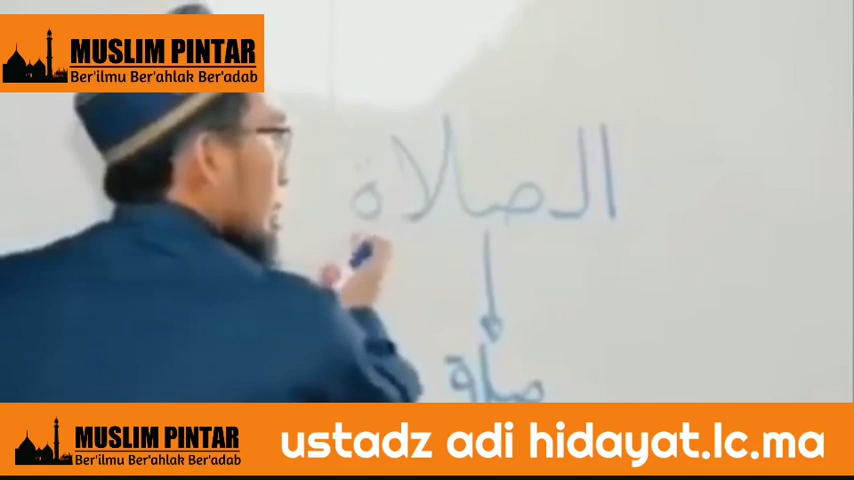 MUSLIM PINTAR
Ber'ilmu Ber'ahlak Ber'adab
الصلاة
صلاة
MUSLIM PINTAR
Ber'ilmu Ber'ahlak Ber'adab
ustadz adi hidayat.lc.ma